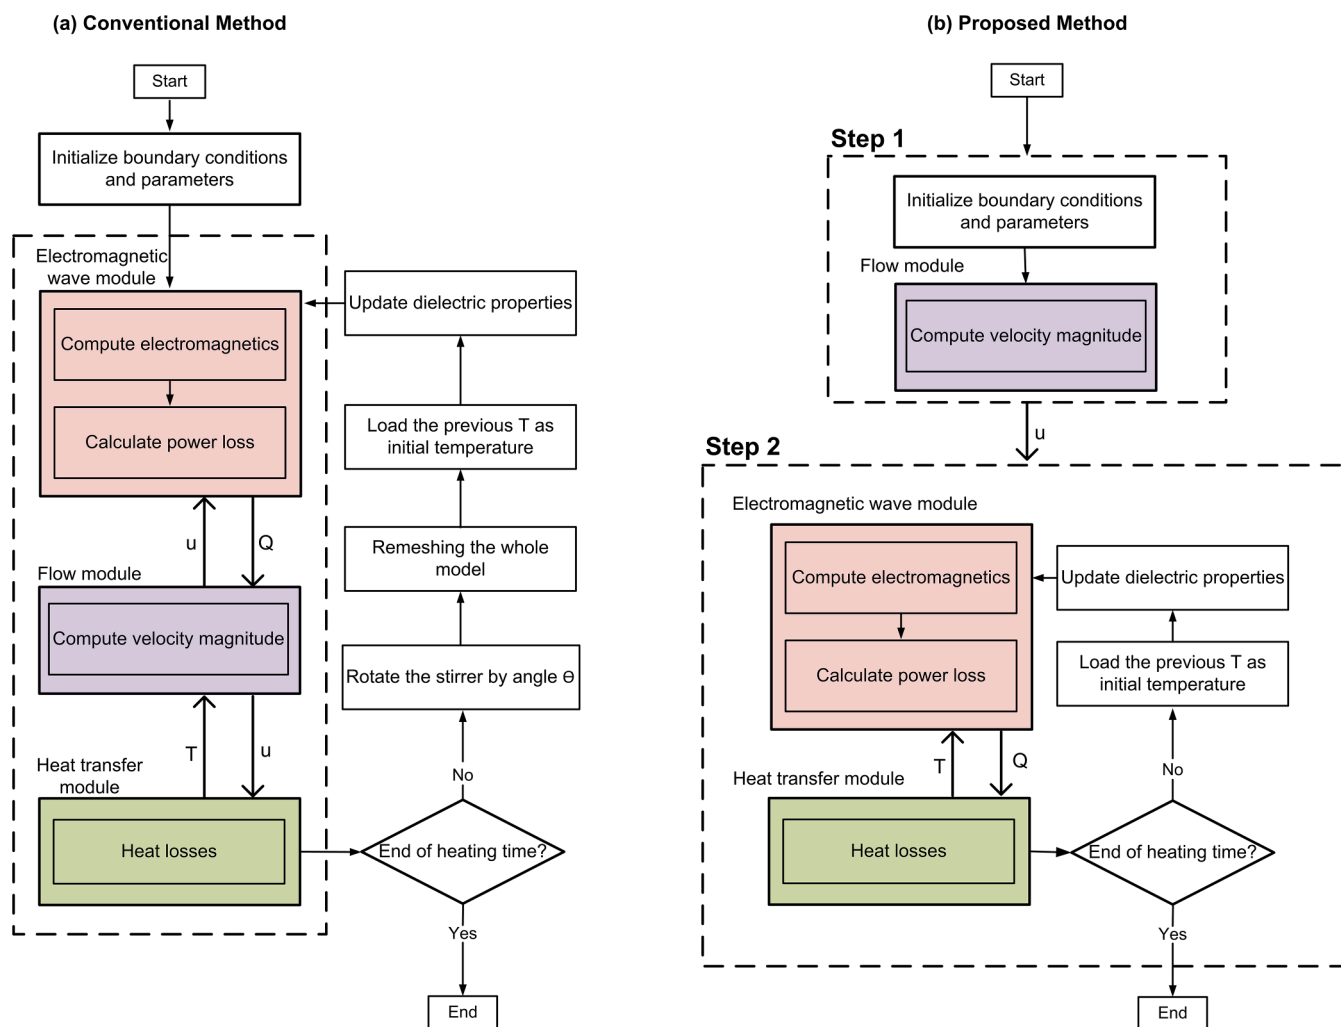 (a) Conventional Method
Start
Initialize boundary conditions
and parameters
Electromagnetic
wave module
Compute electromagnetics
Calculate power loss
u
Q
Flow module
Compute velocity magnitude
T
u
Heat transfer
module
Heat losses
Update dielectric properties
Load the previous T as
initial temperature
Remeshing the whole
model
Rotate the stirrer by angle Θ
No
End of heating time?
Yes
End
(b) Proposed Method
Start
Step 1
Initialize boundary conditions
and parameters
Flow module
Compute velocity magnitude
u
Step 2
Electromagnetic wave module
Compute electromagnetics
Calculate power loss
T
Q
Heat transfer module
Heat losses
Update dielectric properties
Load the previous T as
initial temperature
No
End of heating time?
Yes
End